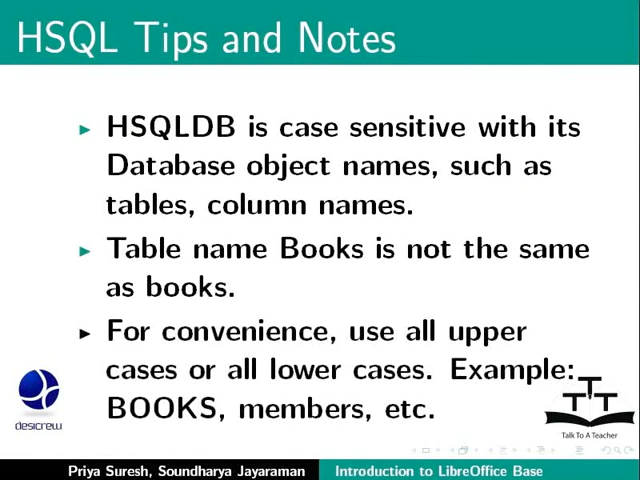 HSQL Tips and Notes
HSQLDB is case sensitive with its
Database object names, such as
tables, column names.
Table name Books is not the same
as books.
For convenience, use all upper
cases or all lower cases. Example:
BOOKS, members, etc.
desicrew
TTT
Talk To A Teacher
Priya Suresh, Soundharya Jayaraman
Introduction to LibreOffice Base